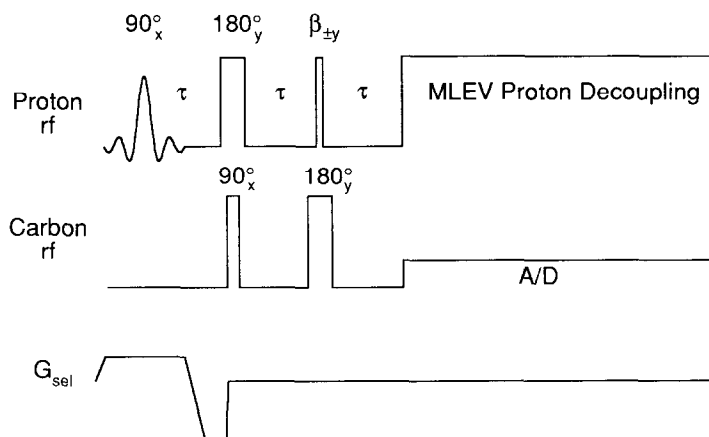 90°x 180°y β±y
τ τ τ
MLEV Proton Decoupling
Proton
rf
90°x 180°y
Carbon
rf
A/D
Gsel